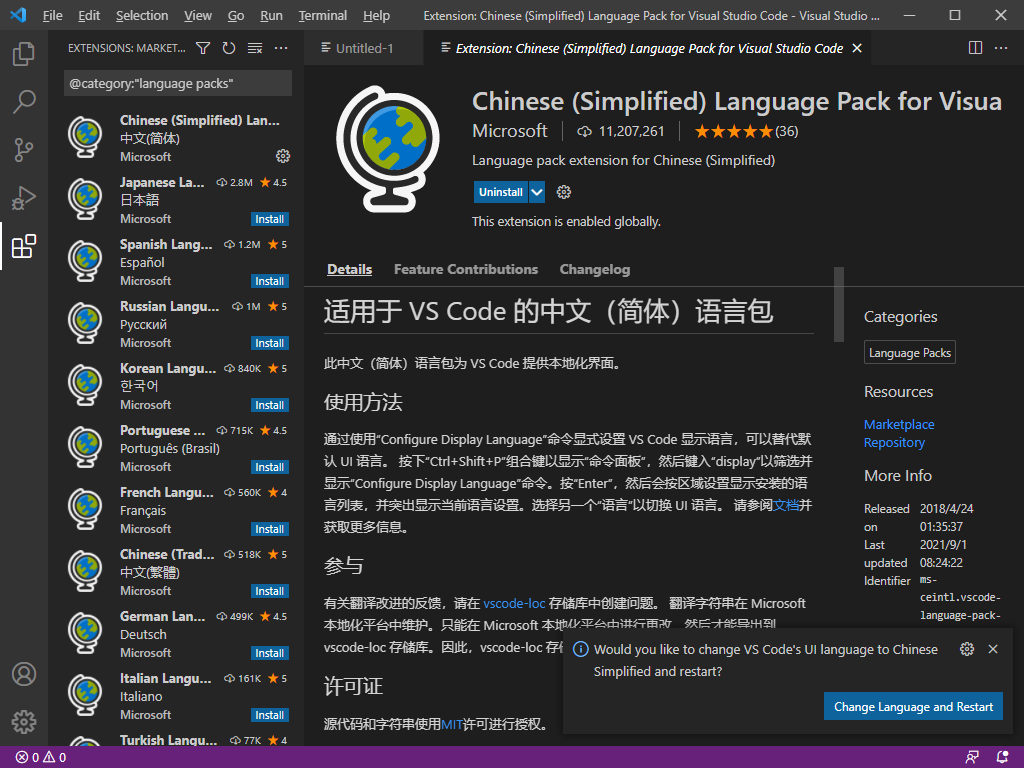 File Edit Selection View Go Run Terminal Help Extension: Chinese (Simplified) Language Pack for Visual Studio Code - Visual Studio ...
EXTENSIONS: MARKET...
@category:"language packs"
Chinese (Simplified) Lan...
中文(简体)
Microsoft
Japanese La... 2.8M 4.5
日本語
Microsoft Install
Spanish Lang... 1.2M 5
Español
Microsoft Install
Russian Langu... 1M 5
Русский
Microsoft Install
Korean Langu... 840K 5
한국어
Microsoft Install
Portuguese ... 715K 4.5
Português (Brasil)
Microsoft Install
French Langu... 560K 4
Français
Microsoft Install
Chinese (Trad... 518K 5
中文(繁體)
Microsoft Install
German Lan... 499K 4.5
Deutsch
Microsoft Install
Italian Langu... 161K 5
Italiano
Microsoft Install
Turkish Langu... 77K 4
Untitled-1
Extension: Chinese (Simplified) Language Pack for Visual Studio Code
Chinese (Simplified) Language Pack for Visua
Microsoft 11,207,261 (36)
Language pack extension for Chinese (Simplified)
Uninstall
This extension is enabled globally.
Details Feature Contributions Changelog
适用于 VS Code 的中文（简体）语言包
此中文（简体）语言包为 VS Code 提供本地化界面。
使用方法
通过使用“Configure Display Language”命令显式设置 VS Code 显示语言，可以替代默
认 UI 语言。 按下“Ctrl+Shift+P”组合键以显示“命令面板”，然后键入“display”以筛选并
显示“Configure Display Language”命令。按“Enter”，然后会按区域设置显示安装的语
言列表，并突出显示当前语言设置。选择另一个“语言”以切换 UI 语言。 请参阅文档并
获取更多信息。
参与
有关翻译改进的反馈，请在 vscode-loc 存储库中创建问题。 翻译字符串在 Microsoft
本地化平台中维护。只能在 Microsoft 本地化平台中进行更改，然后才能导出到
vscode-loc 存储库。因此，vscode-loc 存
许可证
源代码和字符串使用MIT许可进行授权。
Categories
Language Packs
Resources
Marketplace
Repository
More Info
Released on 2018/4/24 01:35:37
Last updated 2021/9/1 08:24:22
Identifier ms-
ceintl.vscode-
language-pack-
Would you like to change VS Code's UI language to Chinese
Simplified and restart?
Change Language and Restart
0 0